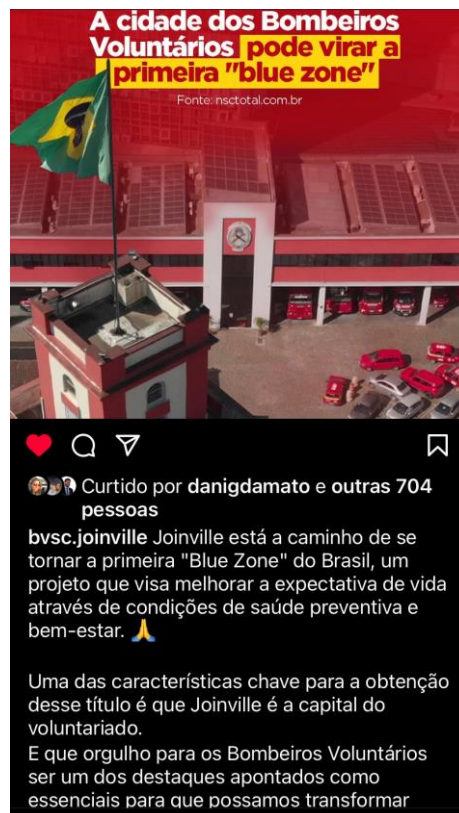 A cidade dos Bombeiros
Voluntários pode virar a
primeira "blue zone"
Fonte: nsctotal.com.br
Curtido por danigdamato e outras 704
pessoas
bvsc.joinville Joinville está a caminho de se
tornar a primeira "Blue Zone" do Brasil, um
projeto que visa melhorar a expectativa de vida
através de condições de saúde preventiva e
bem-estar. 🙏
Uma das características chave para a obtenção
desse título é que Joinville é a capital do
voluntariado.
E que orgulho para os Bombeiros Voluntários
ser um dos destaques apontados como
essenciais para que possamos transformar